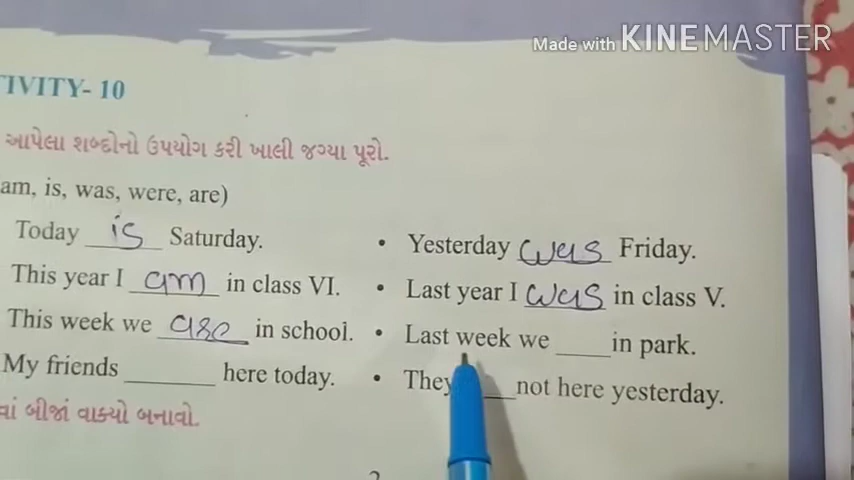 Made with KINEMASTER
TIVITY- 10
આપેલા શબ્દોનો ઉપયોગ કરી ખાલી જગ્યા પૂરો.
am, is, was, were, are)
Today is Saturday.
• Yesterday was Friday.
This year I am in class VI.
• Last year I was in class V.
This week we are in school.
• Last week we ____ in park.
My friends _______ here today.
• They ___ not here yesterday.
વાં બીજાં વાક્યો બનાવો.